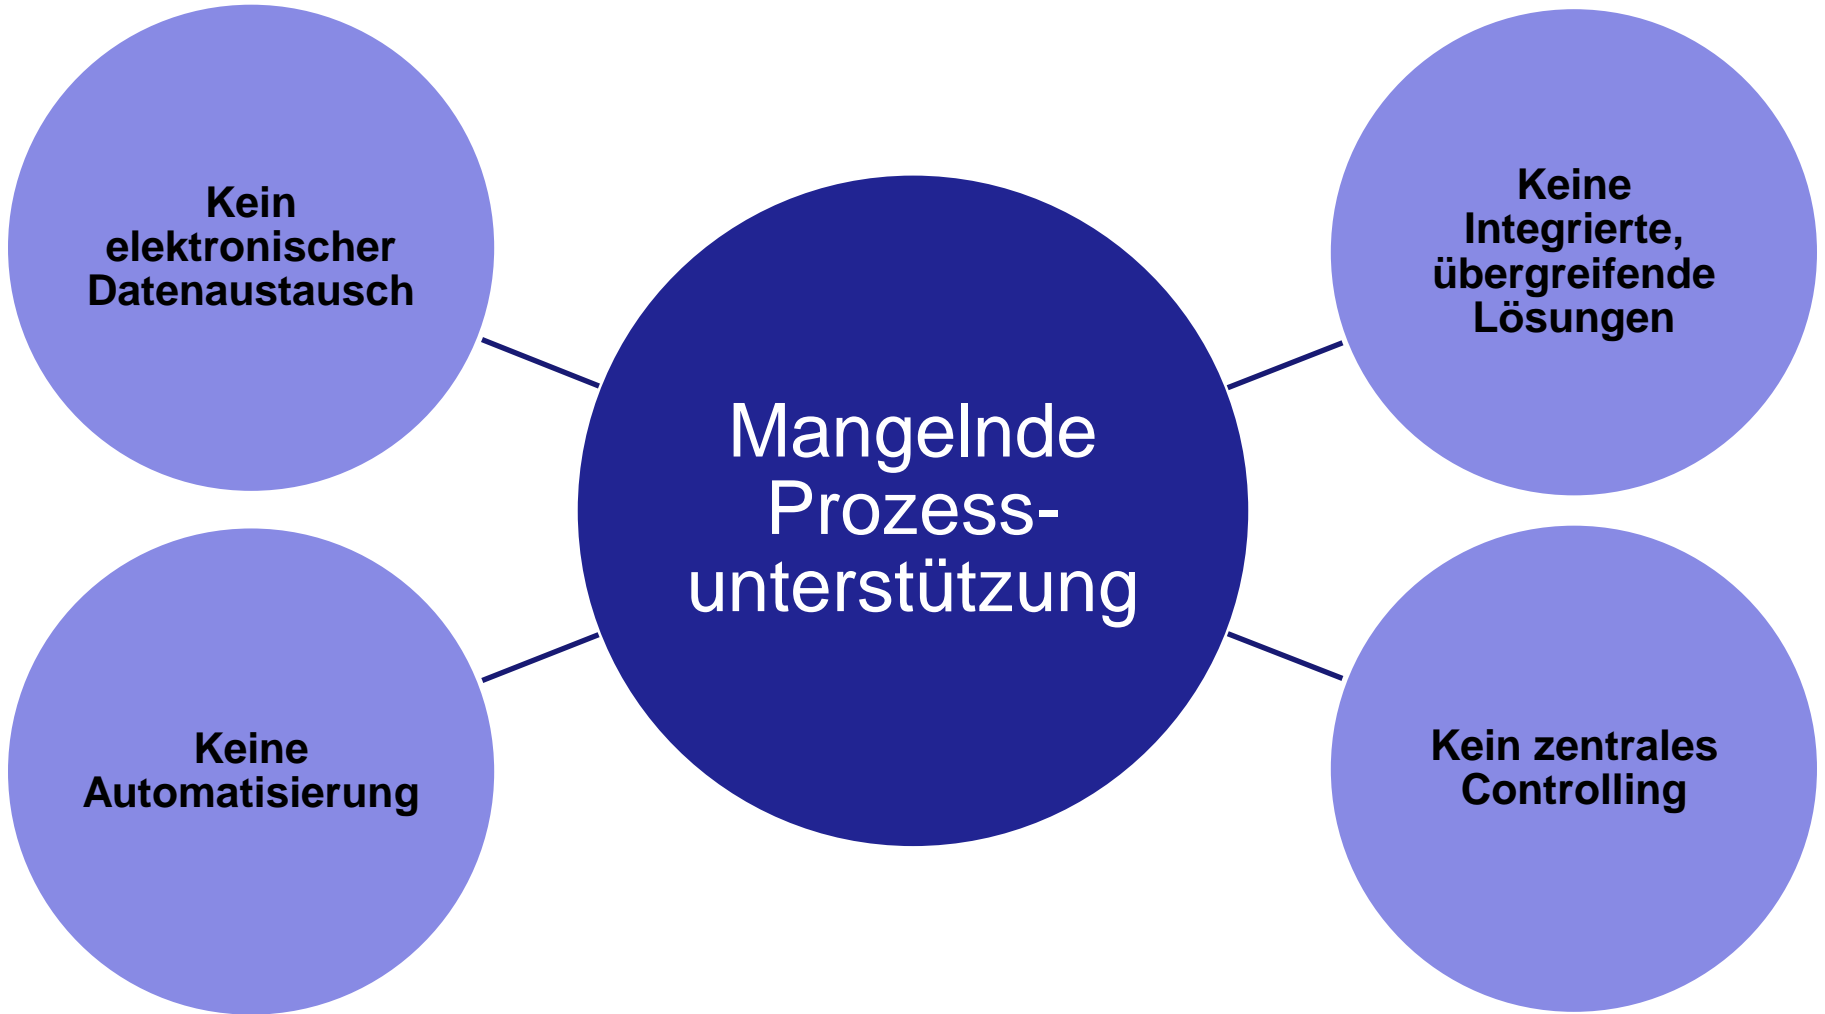 Kein
elektronischer
Datenaustausch
Keine
Integrierte,
übergreifende
Lösungen
Mangelnde
Prozess-
unterstützung
Keine
Automatisierung
Kein zentrales
Controlling